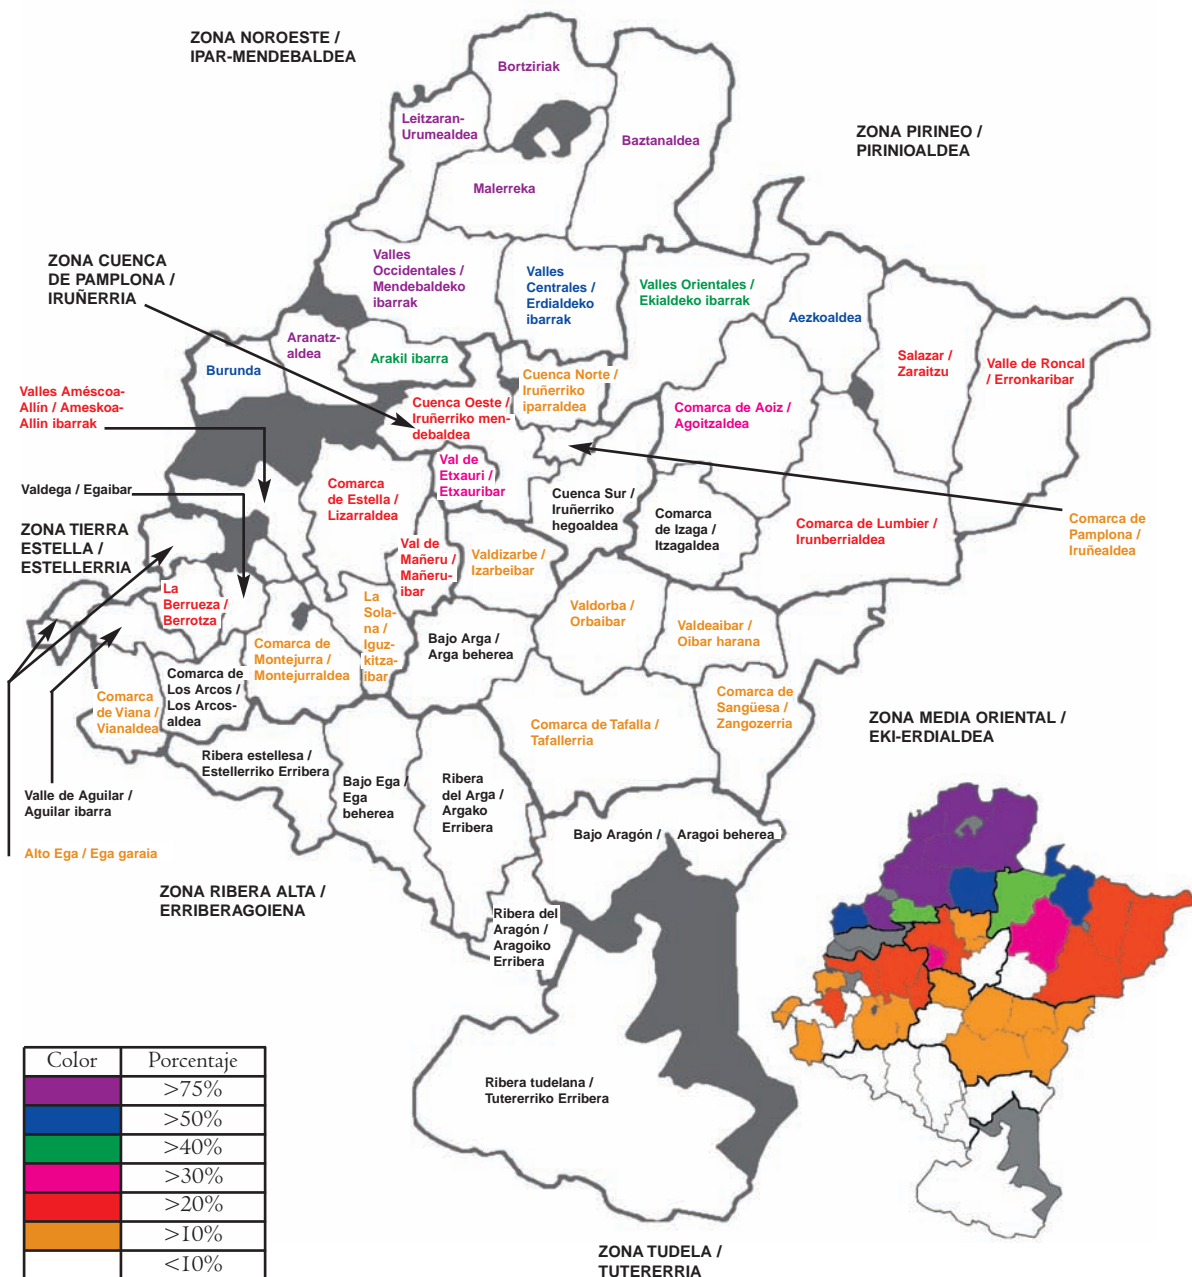 ZONA NOROESTE /
IPAR-MENDEBALDEA
Bortziriak
Leitzaran-
Urumealdea
Baztanaldea
ZONA PIRINEO /
PIRINIOALDEA
Malerreka
ZONA CUENCA
DE PAMPLONA /
IRUÑERRIA
Valles
Occidentales /
Mendebaldeko
ibarrak
Valles
Centrales /
Erdialdeko
ibarrak
Valles Orientales /
Ekialdeko ibarrak
Aezkoaldea
Aranatz-
aldea
Arakil ibarra
Burunda
Salazar /
Zaraitzu
Valle de Roncal
/ Erronkaribar
Cuenca Norte /
Iruñerriko
iparraldea
Valles Améscoa-
Allín / Ameskoa-
Allin ibarrak
Cuenca Oeste /
Iruñerriko men-
debaldea
Comarca de Aoiz /
Agoitzaldea
Val de
Etxauri /
Etxauribar
Valdega / Egaibar
Comarca
de Estella /
Lizarraldea
Cuenca Sur /
Iruñerriko
hegoaldea
Comarca
de Izaga /
Itzagaldea
Comarca de Lumbier /
Irunberrialdea
Comarca de
Pamplona /
Iruñealdea
ZONA TIERRA
ESTELLA /
ESTELLERRIA
Val de
Mañeru /
Mañeru-
ibar
Valdizarbe /
Izarbeibar
La
Berrueza /
Berrotza
La
Sola-
na /
Iguz-
kitza-
ibar
Valdorba /
Orbaibar
Valdeaibar /
Oibar harana
Bajo Arga /
Arga beherea
Comarca de
Montejurra /
Montejurraldea
Comarca de
Los Arcos /
Los Arcos-
aldea
Comarca
de Viana /
Vianaldea
Comarca de
Sangüesa /
Zangozerria
Comarca de Tafalla /
Tafallerria
ZONA MEDIA ORIENTAL /
EKI-ERDIALDEA
Ribera estellesa /
Estellerriko Erribera
Bajo Ega /
Ega
beherea
Ribera
del Arga /
Argako
Erribera
Valle de Aguilar /
Aguilar ibarra
Bajo Aragón / Aragoi beherea
Alto Ega / Ega garaia
ZONA RIBERA ALTA /
ERRIBERAGOIENA
Ribera del
Aragón /
Aragoiko
Erribera
Ribera tudelana /
Tutererriko Erribera
Color Porcentaje
>75%
>50%
>40%
>30%
>20%
>10%
<10%
ZONA TUDELA /
TUTERERRIA